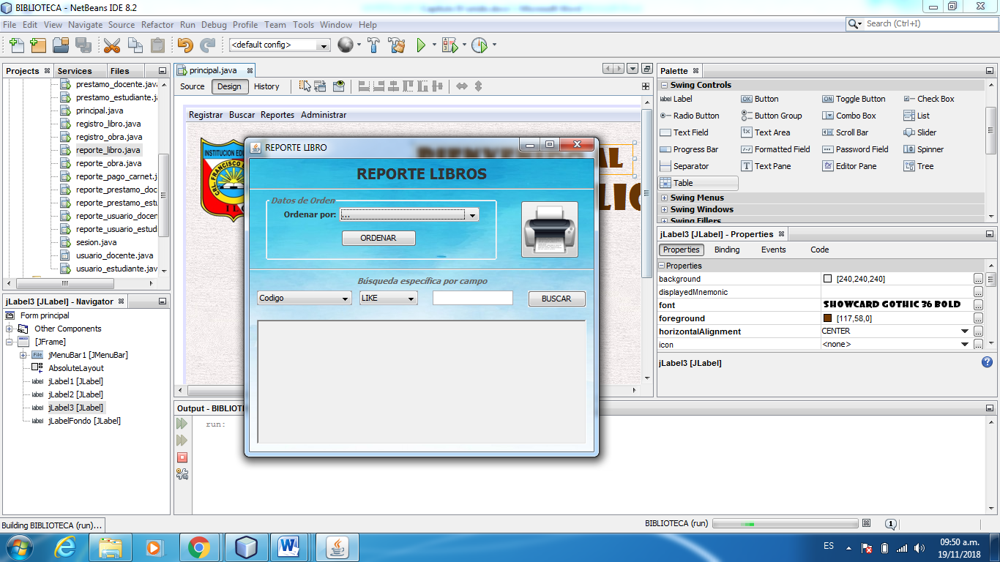 BIBLIOTECA - NetBeans IDE 8.2
File Edit View Navigate Source Refactor Run Debug Profile Team Tools Window Help
Search (Ctrl+I)
<default config>
Projects Services Files
prestamo_docente.java
prestamo_estudiante.ja
principal.java
registro_libro.java
registro_obra.java
reporte_libro.java
reporte_obra.java
reporte_pago_carnet.j
reporte_prestamo_doc
reporte_prestamo_estu
reporte_usuario_docen
reporte_usuario_estud
sesion.java
usuario_docente.java
usuario_estudiante.java
jLabel3 [JLabel] - Navigator
Form principal
Other Components
[JFrame]
jMenuBar1 [JMenuBar]
AbsoluteLayout
jLabel1 [JLabel]
jLabel2 [JLabel]
jLabel3 [JLabel]
jLabelFondo [JLabel]
principal.java
Source Design History
Registrar Buscar Reportes Administrar
INSTITUCION EDU
CRL. FRANCISCO
ILO
AL
LIO
REPORTE LIBRO
REPORTE LIBROS
Datos de Orden
Ordenar por: ...
ORDENAR
Búsqueda específica por campo
Codigo LIKE BUSCAR
Output - BIBLIOTE
run:
Palette
Swing Controls
Label Button Toggle Button Check Box
Radio Button Button Group Combo Box List
Text Field Text Area Scroll Bar Slider
Progress Bar Formatted Field Password Field Spinner
Separator Text Pane Editor Pane Tree
Table
Swing Menus
Swing Windows
Swing Fillers
jLabel3 [JLabel] - Properties
Properties Binding Events Code
Properties
background [240,240,240]
displayedMnemonic
font Showcard Gothic 36 Bold
foreground [117,58,0]
horizontalAlignment CENTER
icon <none>
jLabel3 [JLabel]
Building BIBLIOTECA (run)...
BIBLIOTECA (run)
1
ES
09:50 a.m.
19/11/2018